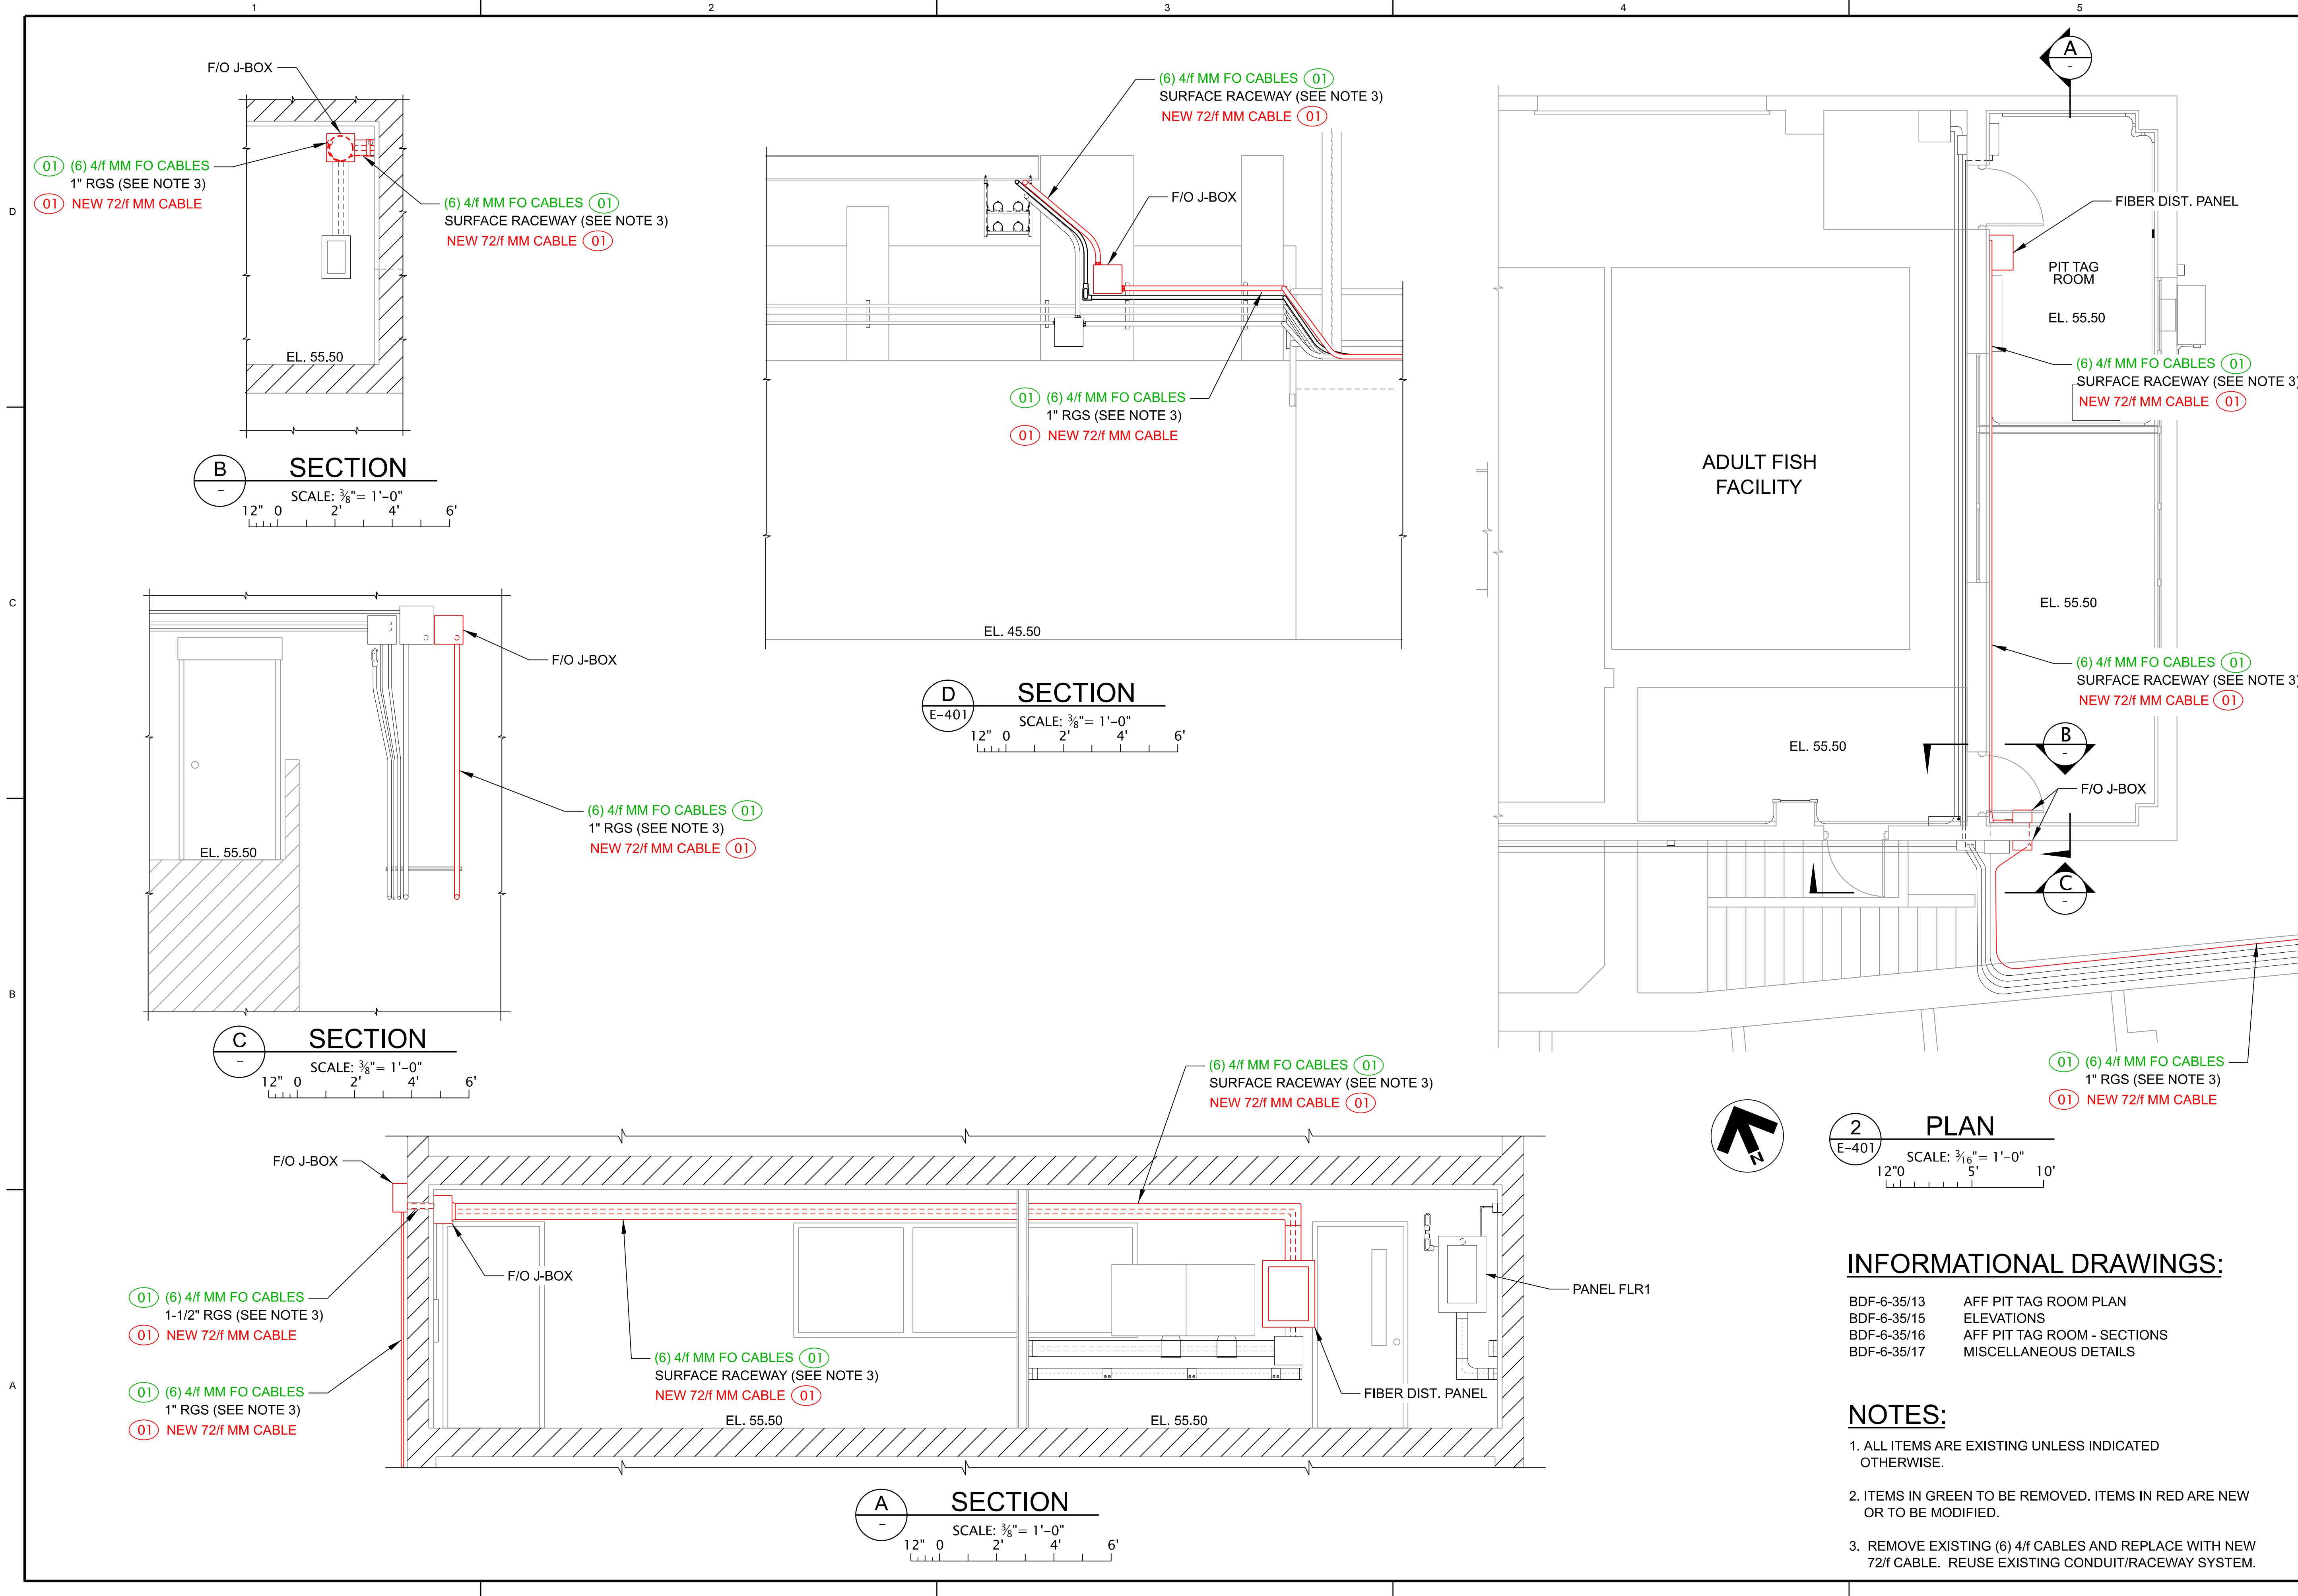 1
2
3
4
5
D
C
B
A
F/O J-BOX
01 (6) 4/f MM FO CABLES
1" RGS (SEE NOTE 3)
01 NEW 72/f MM CABLE
(6) 4/f MM FO CABLES 01
SURFACE RACEWAY (SEE NOTE 3)
NEW 72/f MM CABLE 01
EL. 55.50
B
–
SECTION
SCALE: ⅜"= 1'–0"
12" 0 2' 4' 6'
(6) 4/f MM FO CABLES 01
SURFACE RACEWAY (SEE NOTE 3)
NEW 72/f MM CABLE 01
F/O J-BOX
01 (6) 4/f MM FO CABLES
1" RGS (SEE NOTE 3)
01 NEW 72/f MM CABLE
EL. 45.50
D
E–401
SECTION
SCALE: ⅜"= 1'–0"
12" 0 2' 4' 6'
F/O J-BOX
(6) 4/f MM FO CABLES 01
1" RGS (SEE NOTE 3)
NEW 72/f MM CABLE 01
EL. 55.50
C
–
SECTION
SCALE: ⅜"= 1'–0"
12" 0 2' 4' 6'
A
–
FIBER DIST. PANEL
PIT TAG
ROOM
EL. 55.50
(6) 4/f MM FO CABLES 01
SURFACE RACEWAY (SEE NOTE 3)
NEW 72/f MM CABLE 01
ADULT FISH
FACILITY
EL. 55.50
(6) 4/f MM FO CABLES 01
SURFACE RACEWAY (SEE NOTE 3)
NEW 72/f MM CABLE 01
EL. 55.50
B
–
F/O J-BOX
C
–
01 (6) 4/f MM FO CABLES
1" RGS (SEE NOTE 3)
01 NEW 72/f MM CABLE
N
2
E–401
PLAN
SCALE: 3⁄16"= 1'–0"
12"0 5' 10'
(6) 4/f MM FO CABLES 01
SURFACE RACEWAY (SEE NOTE 3)
NEW 72/f MM CABLE 01
F/O J-BOX
F/O J-BOX
01 (6) 4/f MM FO CABLES
1-1/2" RGS (SEE NOTE 3)
01 NEW 72/f MM CABLE
01 (6) 4/f MM FO CABLES
1" RGS (SEE NOTE 3)
01 NEW 72/f MM CABLE
(6) 4/f MM FO CABLES 01
SURFACE RACEWAY (SEE NOTE 3)
NEW 72/f MM CABLE 01
EL. 55.50
EL. 55.50
PANEL FLR1
FIBER DIST. PANEL
A
–
SECTION
SCALE: ⅜"= 1'–0"
12" 0 2' 4' 6'
INFORMATIONAL DRAWINGS:
BDF-6-35/13 AFF PIT TAG ROOM PLAN
BDF-6-35/15 ELEVATIONS
BDF-6-35/16 AFF PIT TAG ROOM - SECTIONS
BDF-6-35/17 MISCELLANEOUS DETAILS
NOTES:
1. ALL ITEMS ARE EXISTING UNLESS INDICATED
OTHERWISE.
2. ITEMS IN GREEN TO BE REMOVED. ITEMS IN RED ARE NEW
OR TO BE MODIFIED.
3. REMOVE EXISTING (6) 4/f CABLES AND REPLACE WITH NEW
72/f CABLE. REUSE EXISTING CONDUIT/RACEWAY SYSTEM.